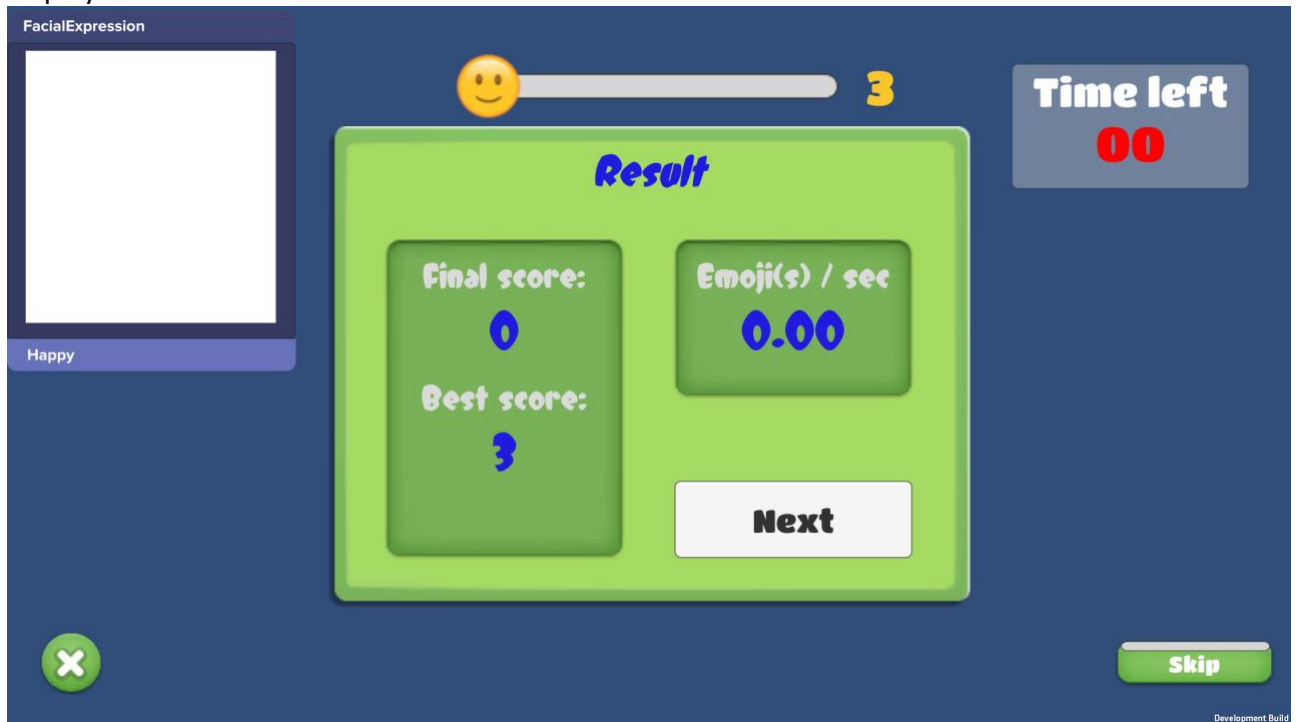 FacialExpression
Happy
3
Time left
00
Result
Final score:
0
Best score:
3
Emoji(s) / sec
0.00
Next
Skip
Development Build